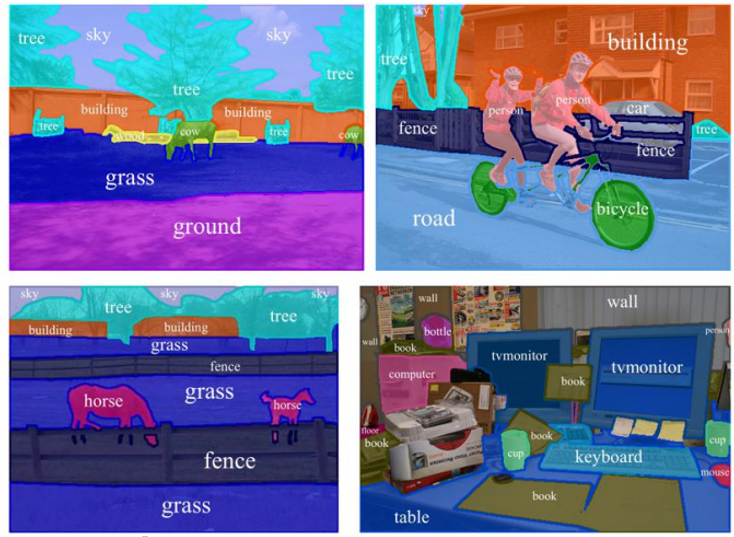 tree
sky
sky
tree
tree
building
building
tree
wood
cow
tree
cow
grass
ground
sky
building
tree
person
person
car
fence
tree
fence
bicycle
road
sky
sky
sky
tree
tree
building
building
grass
fence
grass
horse
horse
fence
grass
wall
wall
bottle
person
wall
book
tvmonitor
tvmonitor
computer
book
floor
book
book
cup
cup
keyboard
mouse
book
table